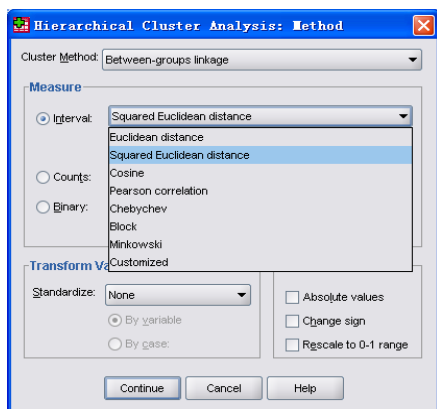 Hierarchical Cluster Analysis: Method
Cluster Method: Between-groups linkage
Measure
Interval: Squared Euclidean distance
Euclidean distance
Squared Euclidean distance
Cosine
Counts:
Pearson correlation
Binary:
Chebychev
Block
Minkowski
Customized
Transform Va
Standardize: None
Absolute values
By variable
Change sign
By case:
Rescale to 0-1 range
Continue Cancel Help